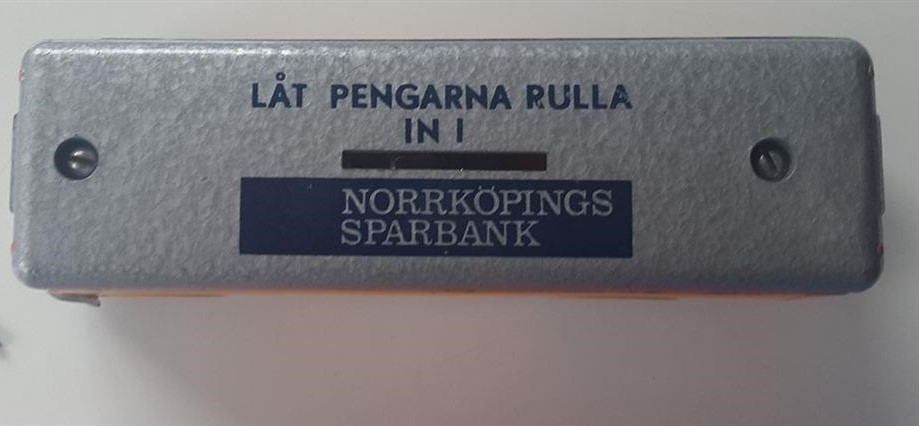 LÅT PENGARNA RULLA
IN I
NORRKÖPINGS
SPARBANK